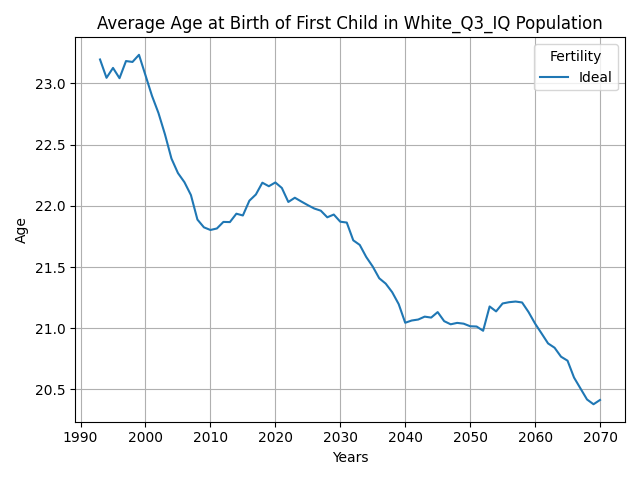 Average Age at Birth of First Child in White_Q3_IQ Population
Fertility
Ideal
Age
23.0
22.5
22.0
21.5
21.0
20.5
1990 2000 2010 2020 2030 2040 2050 2060 2070
Years